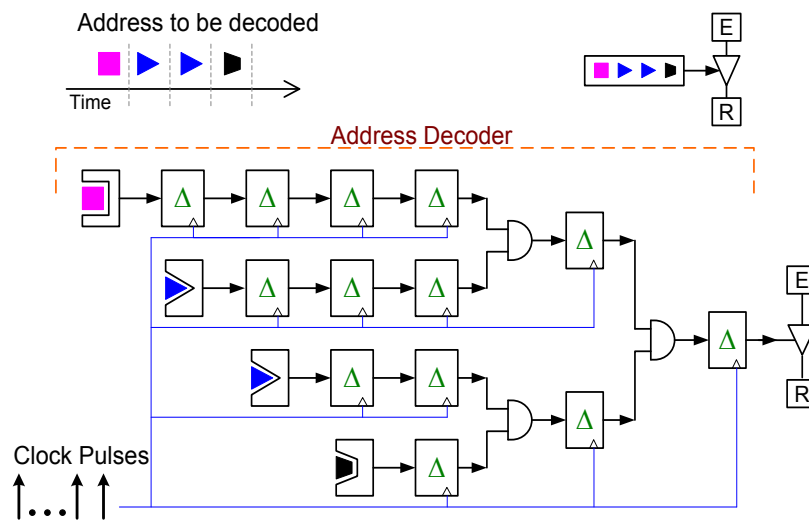 Address to be decoded
Time
E
R
Address Decoder
Δ Δ Δ Δ
Δ
Δ Δ Δ
E
Δ
R
Δ Δ
Δ
Δ
Clock Pulses